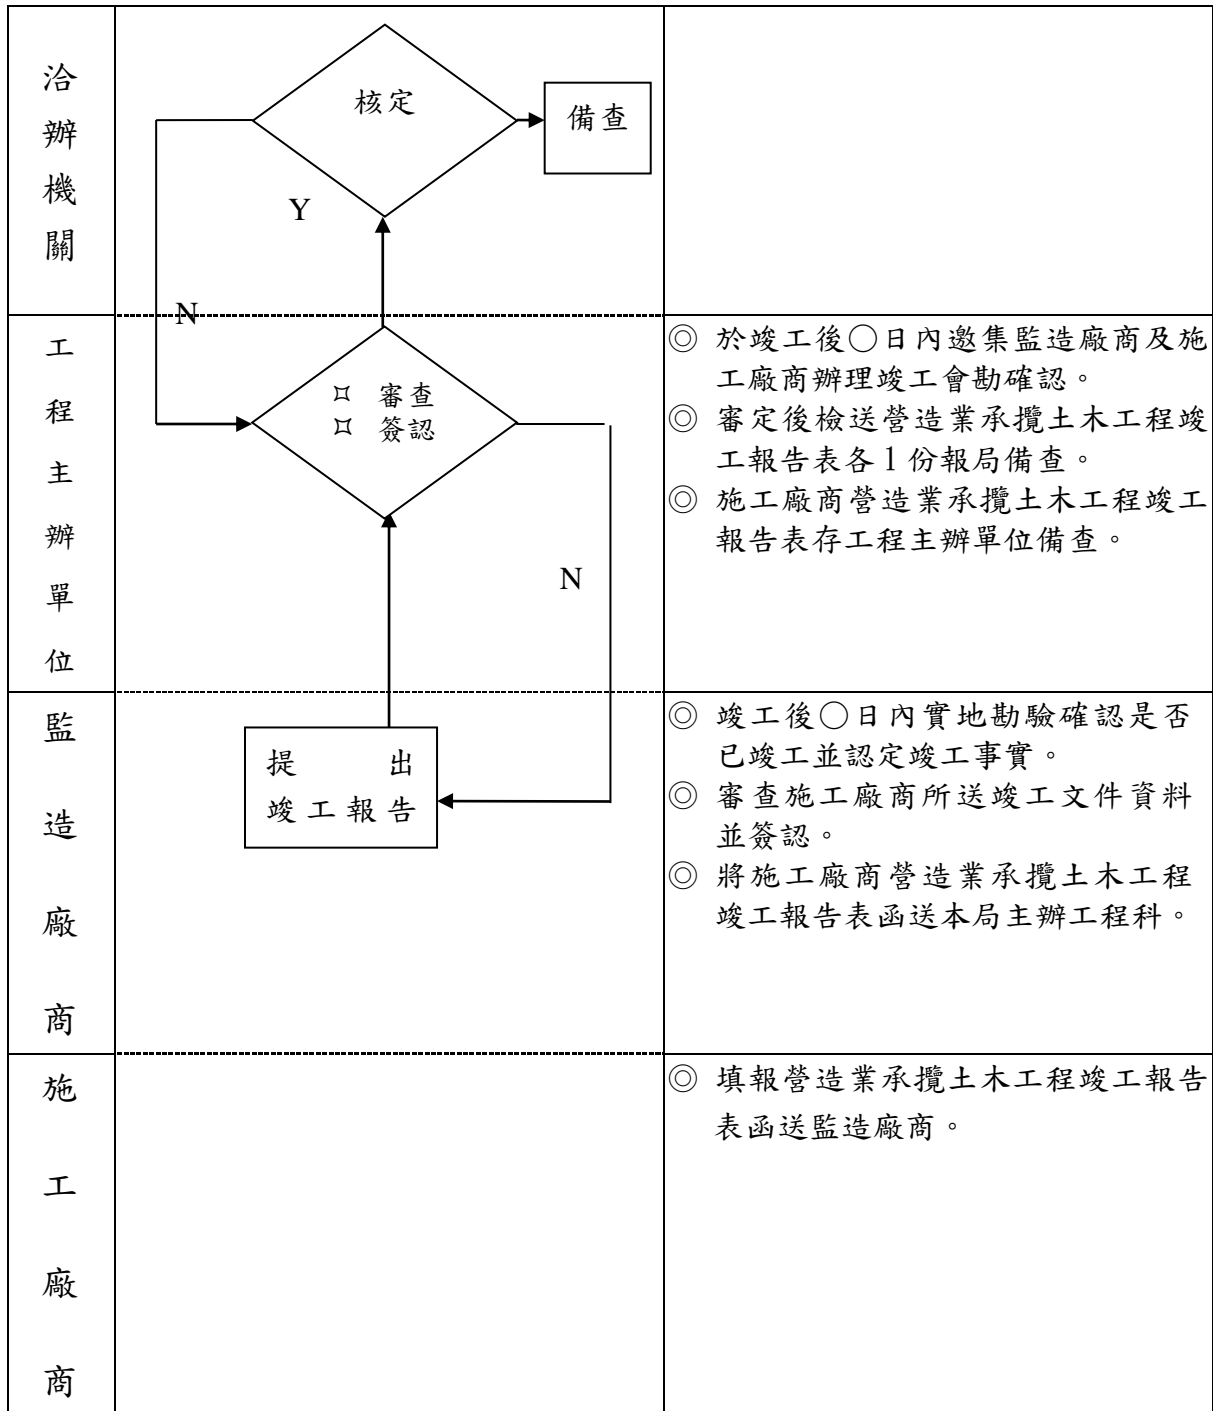 洽辦機關
核定
備查
Y
N
工程主辦單位
¤ 審查
¤ 簽認
N
◎ 於竣工後○日內邀集監造廠商及施
工廠商辦理竣工會勘確認。
◎ 審定後檢送營造業承攬土木工程竣
工報告表各1份報局備查。
◎ 施工廠商營造業承攬土木工程竣工
報告表存工程主辦單位備查。
監造廠商
提出
竣工報告
◎ 竣工後○日內實地勘驗確認是否
已竣工並認定竣工事實。
◎ 審查施工廠商所送竣工文件資料
並簽認。
◎ 將施工廠商營造業承攬土木工程
竣工報告表函送本局主辦工程科。
施工廠商
◎ 填報營造業承攬土木工程竣工報告
表函送監造廠商。